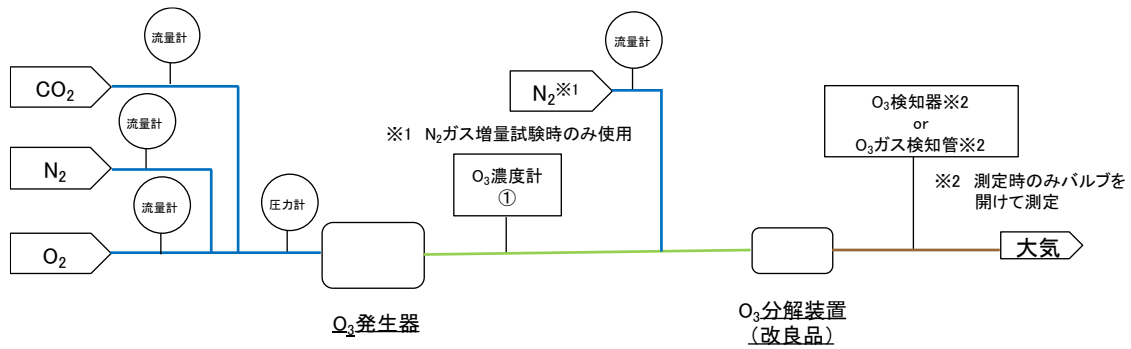 流量計
CO₂
流量計
N₂
流量計
O₂
圧力計
O₃発生器
N₂※1
流量計
※1 N₂ガス増量試験時のみ使用
O₃濃度計
①
O₃検知器※2
or
O₃ガス検知管※2
※2 測定時のみバルブを
開けて測定
大気
O₃分解装置
（改良品）